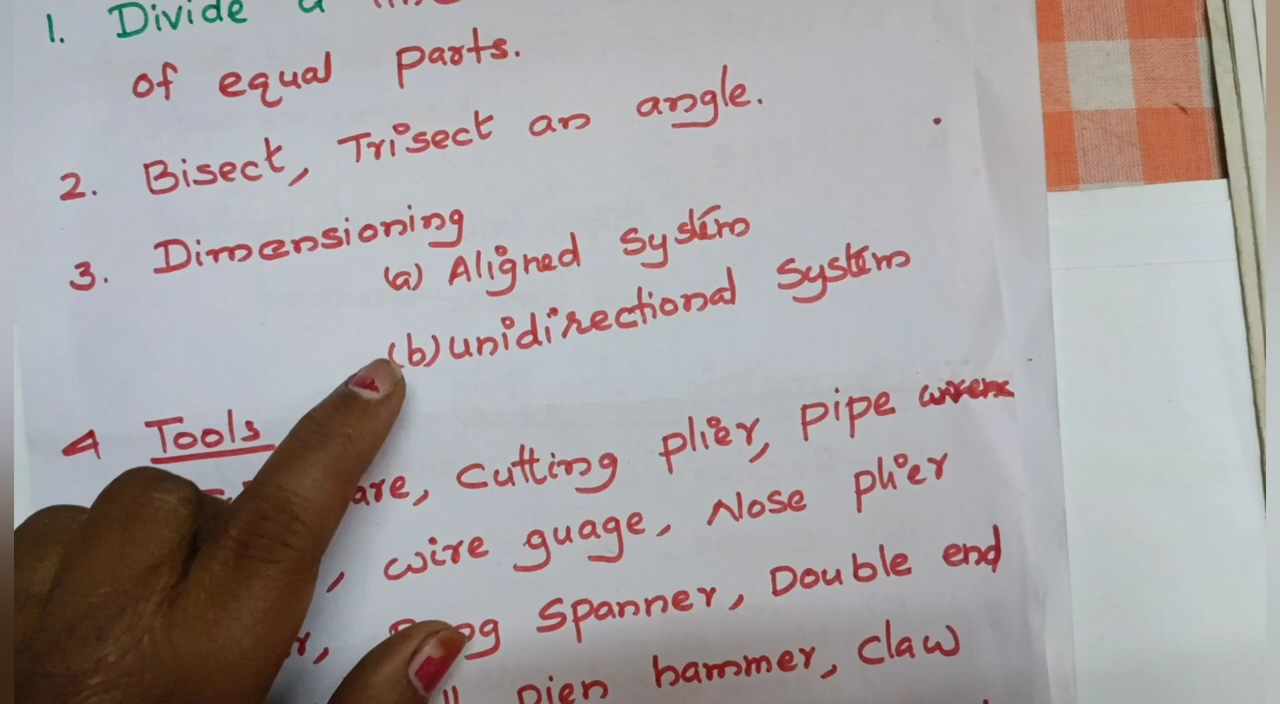 1. Divide a
of equal parts.
2. Bisect, Trisect an angle.
3. Dimensioning
(a) Aligned System
(b) unidirectional System
4 Tools
Cutting plier, pipe
, wire guage, Nose plier
Spanner, Double end
hammer, claw